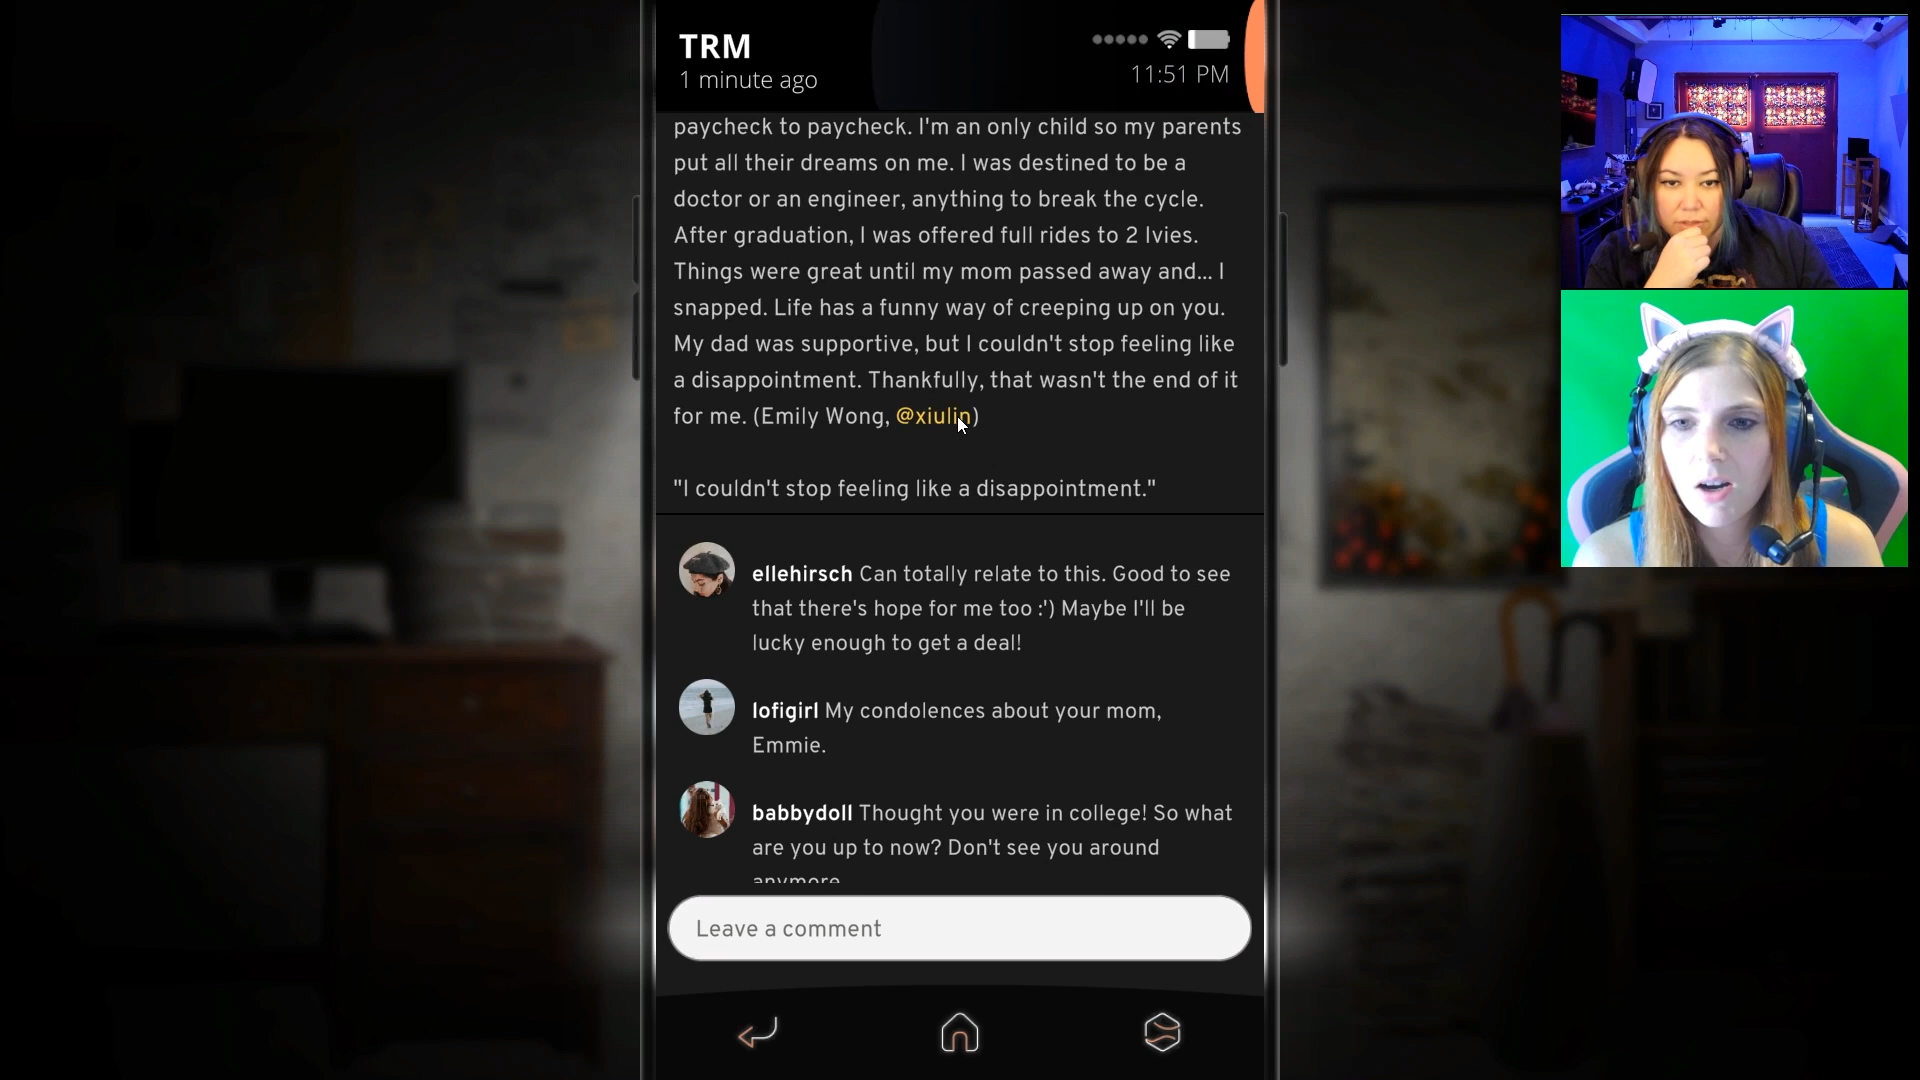 TRM
1 minute ago
11:51 PM
paycheck to paycheck. I'm an only child so my parents
put all their dreams on me. I was destined to be a
doctor or an engineer, anything to break the cycle.
After graduation, I was offered full rides to 2 Ivies.
Things were great until my mom passed away and... I
snapped. Life has a funny way of creeping up on you.
My dad was supportive, but I couldn't stop feeling like
a disappointment. Thankfully, that wasn't the end of it
for me. (Emily Wong, @xiulin)
"I couldn't stop feeling like a disappointment."
ellehirsch Can totally relate to this. Good to see
that there's hope for me too :') Maybe I'll be
lucky enough to get a deal!
lofigirl My condolences about your mom,
Emmie.
babbydoll Thought you were in college! So what
are you up to now? Don't see you around
anymore
Leave a comment